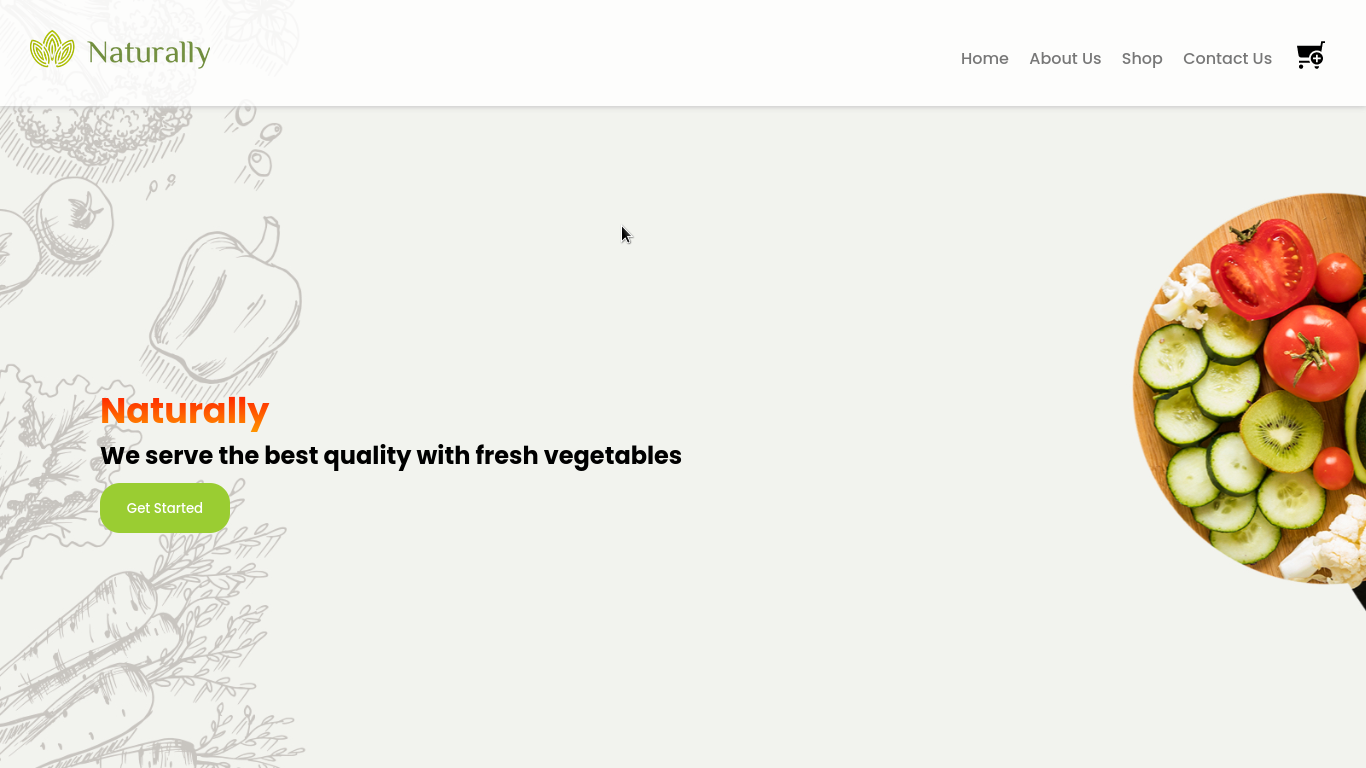 Naturally
Home About Us Shop Contact Us
Naturally
We serve the best quality with fresh vegetables
Get Started